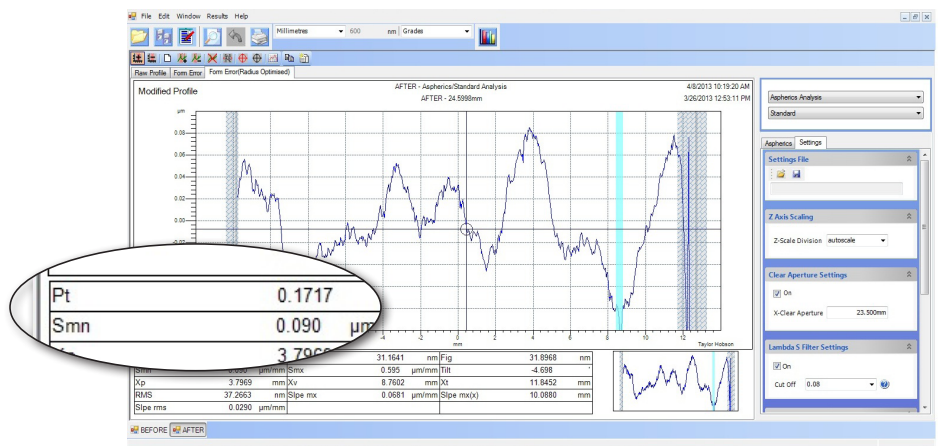 File Edit Window Results Help
Millimetres 600 nm Grades
Raw Profile Form Error Form Error(Radius Optimised)
Modified Profile
AFTER - Aspherics/Standard Analysis
AFTER - 24.5998mm
4/8/2013 10:19:20 AM
3/26/2013 12:53:11 PM
µm
0.08
0.06
0.04
0.02
0.00
-4 -2 0 2 4 6 8 10 12
mm
Taylor Hobson
Pt 0.1717
Smn 0.090 µm
3.796
31.1641 nm Fig 31.8968 nm
Smn 0.090 µm/mm Smx 0.595 µm/mm Tilt -4.698 '
Xp 3.7969 mm Xv 8.7602 mm Xt 11.8452 mm
RMS 37.2663 nm Slpe mx 0.0681 µm/mm Slpe mx(x) 10.0880 mm
Slpe rms 0.0290 µm/mm
BEFORE AFTER
Aspherics Analysis
Standard
Aspherics Settings
Settings File
Z Axis Scaling
Z-Scale Division autoscale
Clear Aperture Settings
On
X-Clear Aperture 23.500mm
Lambda S Filter Settings
On
Cut Off 0.08